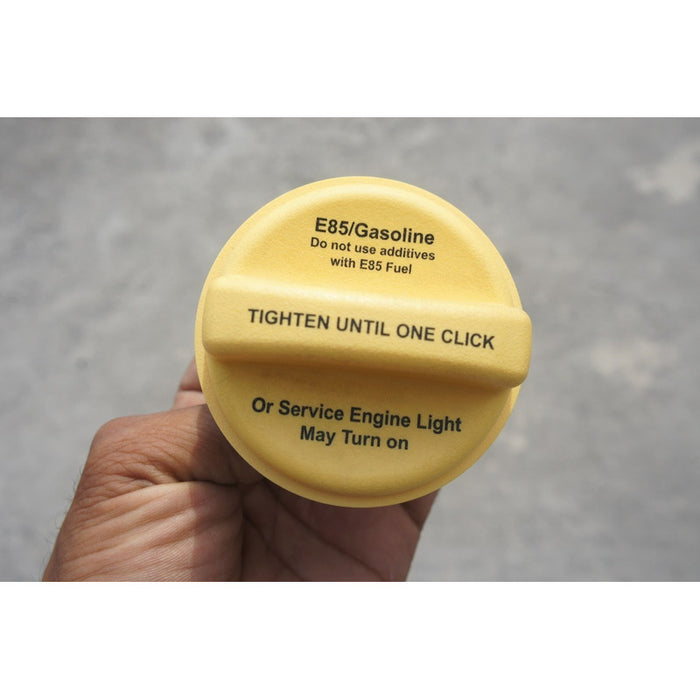 E85/Gasoline
Do not use additives
with E85 Fuel
TIGHTEN UNTIL ONE CLICK
Or Service Engine Light
May Turn on